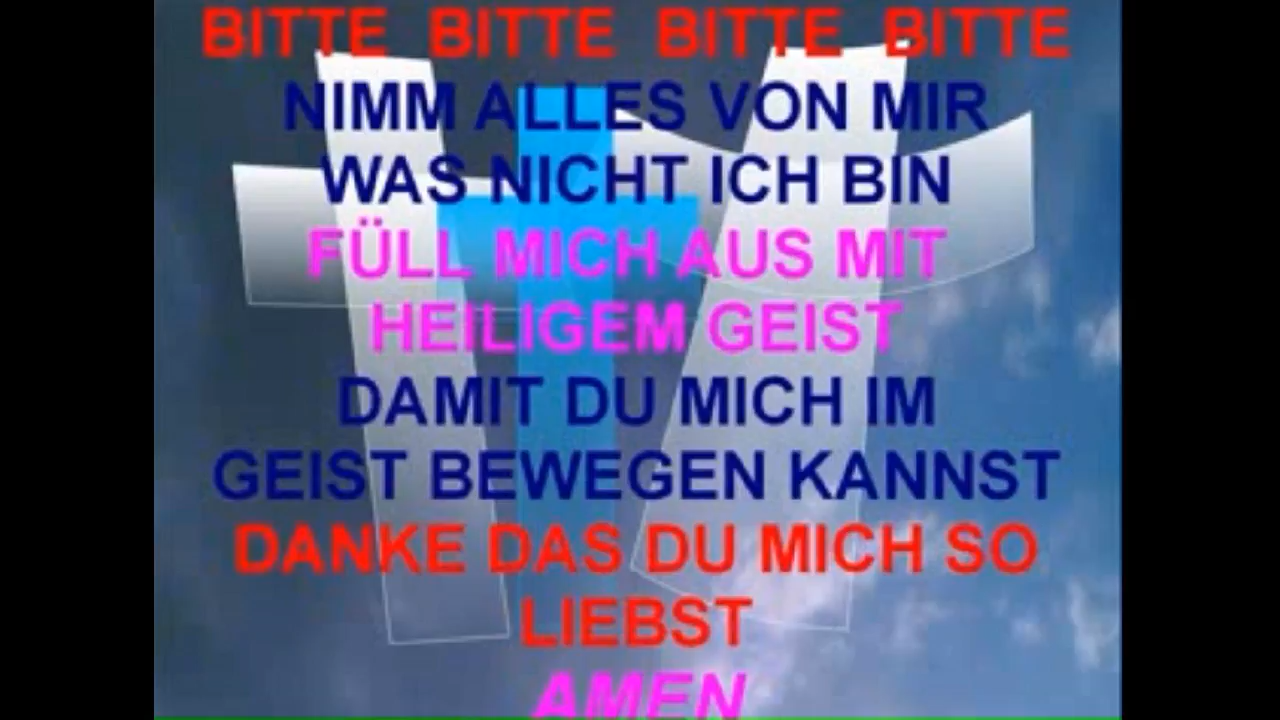 BITTE BITTE BITTE BITTE
NIMM ALLES VON MIR
WAS NICHT ICH BIN
FÜLL MICH AUS MIT
HEILIGEM GEIST
DAMIT DU MICH IM
GEIST BEWEGEN KANNST
DANKE DAS DU MICH SO
LIEBST
AMEN